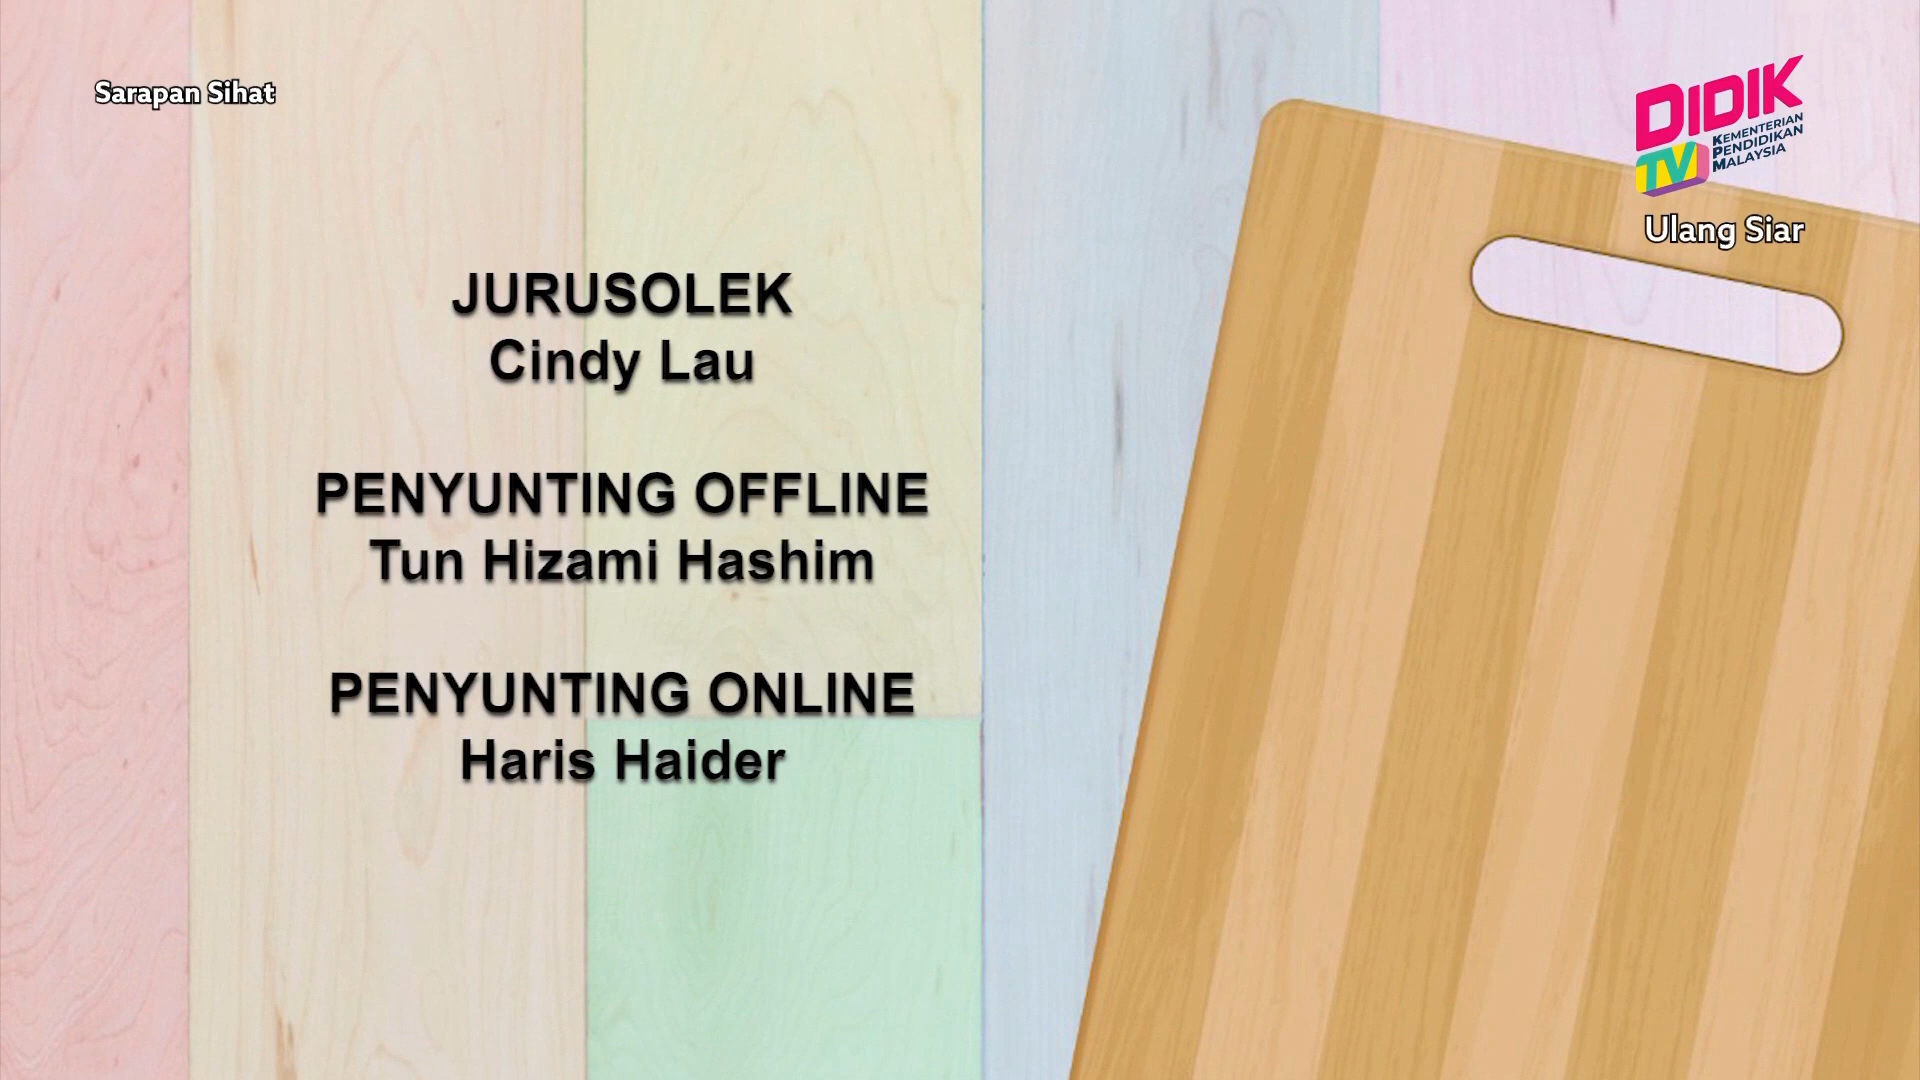 Sarapan Sihat
DIDIK
TV
KEMENTERIAN
PENDIDIKAN
MALAYSIA
Ulang Siar
JURUSOLEK
Cindy Lau
PENYUNTING OFFLINE
Tun Hizami Hashim
PENYUNTING ONLINE
Haris Haider